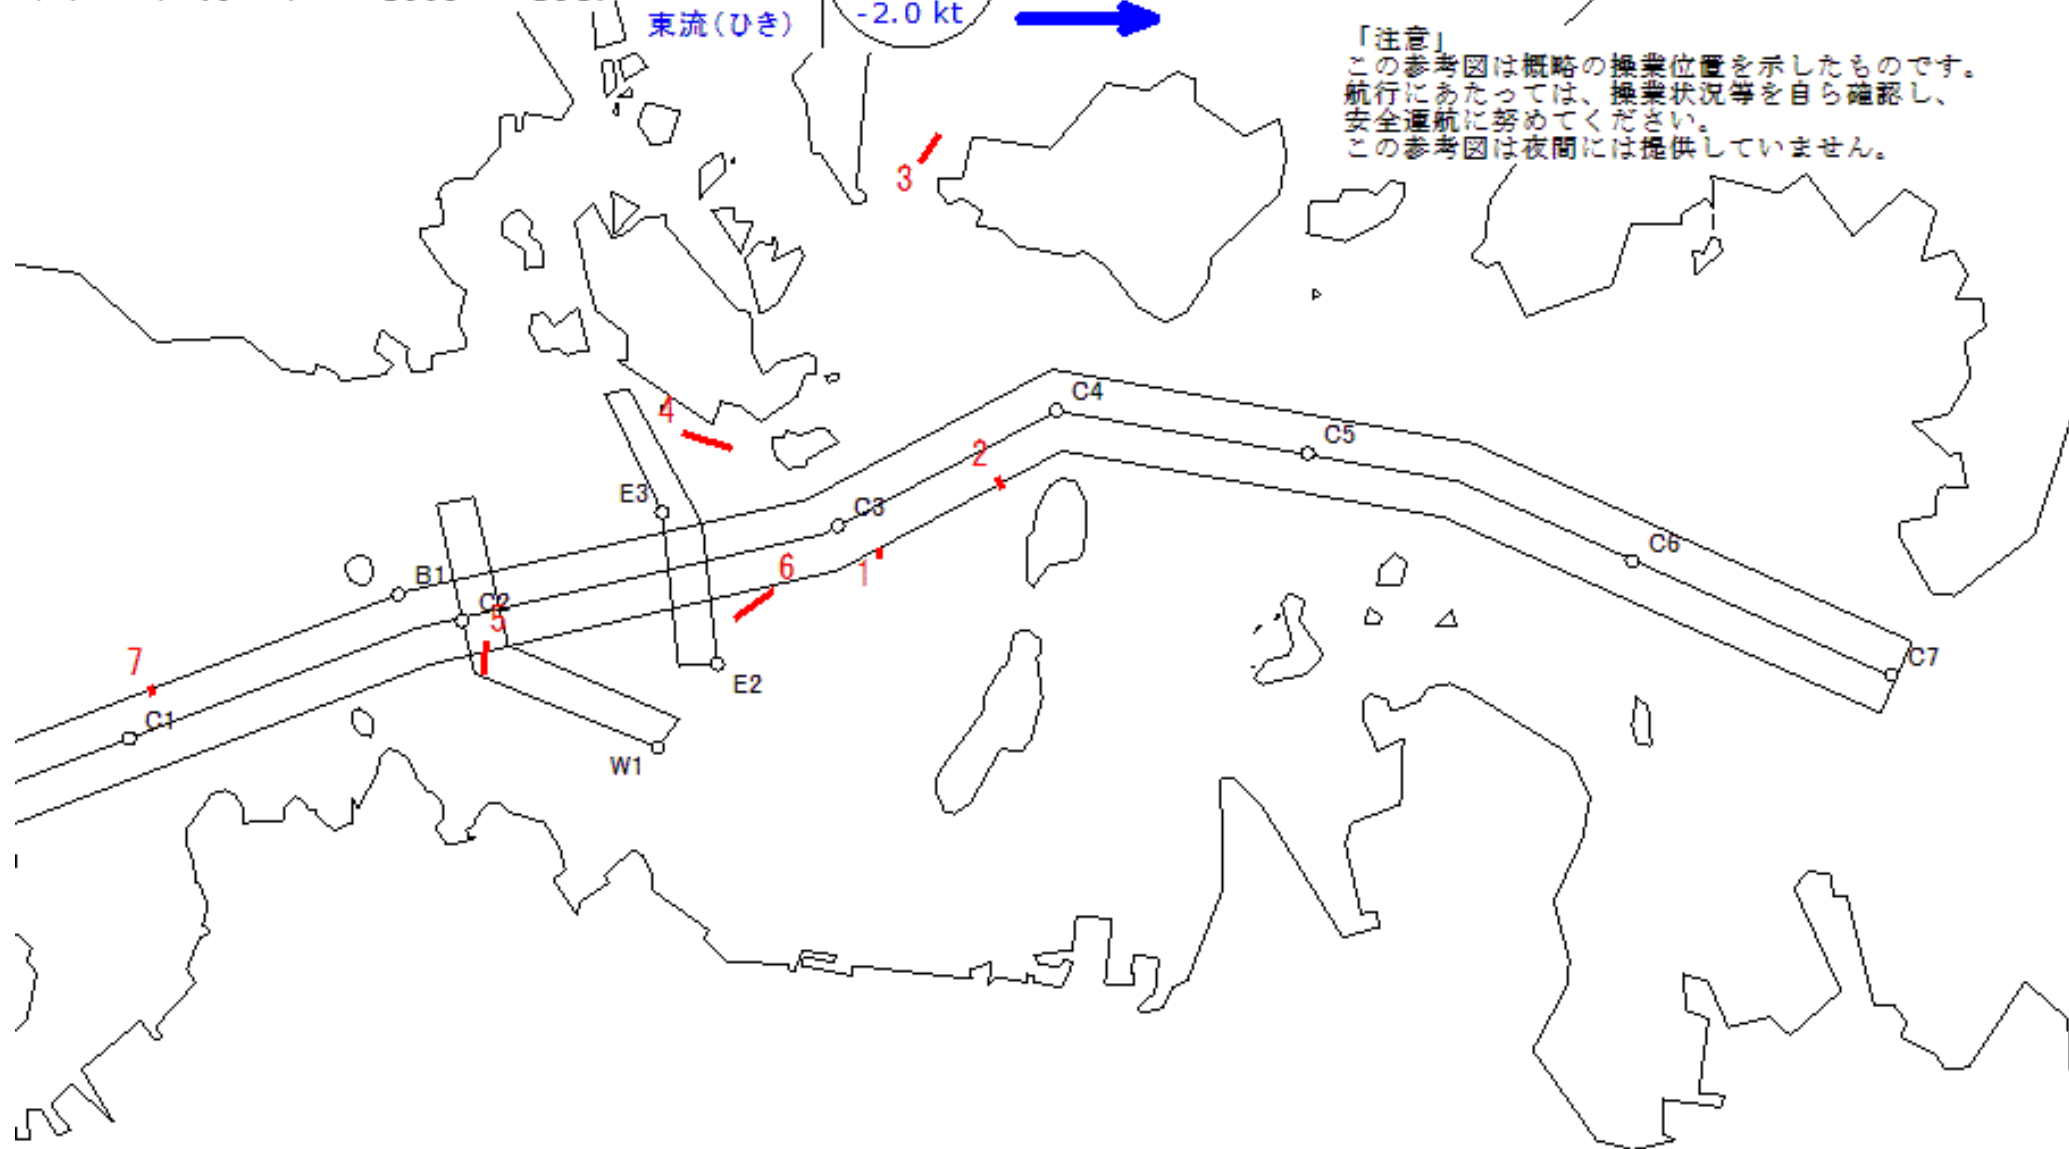 東流(ひき)
-2.0 kt
「注意」
この参考図は概略の操業位置を示したものです。
航行にあたっては、操業状況等を自ら確認し、
安全運航に努めてください。
この参考図は夜間には提供していません。
3
4
C4
C5
2
E3
C3
C6
6
1
B1
C2
5
7
C7
E2
C1
W1